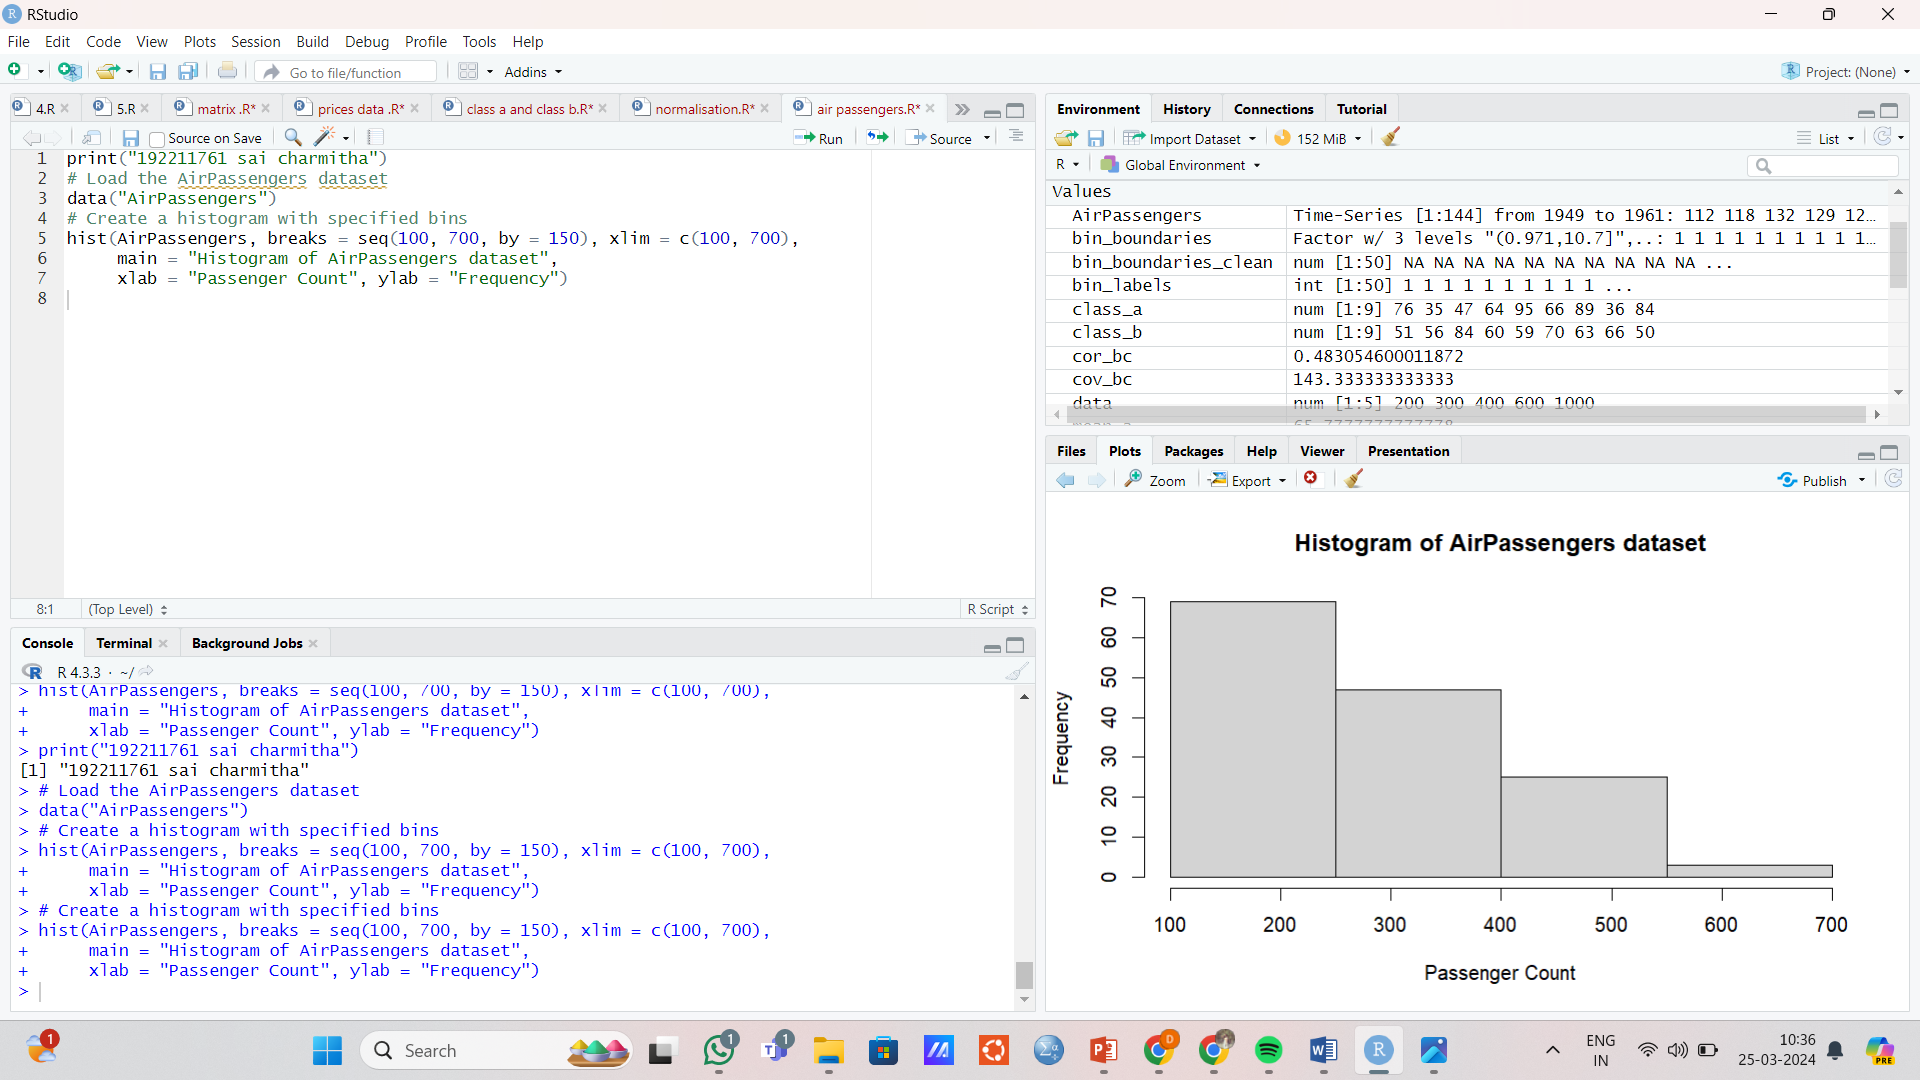 RStudio
File Edit Code View Plots Session Build Debug Profile Tools Help
Go to file/function Addins Project: (None)
4.R 5.R matrix .R* prices data .R* class a and class b.R* normalisation.R* air passengers.R*
Source on Save Run Source
1 print("192211761 sai charmitha")
2 # Load the AirPassengers dataset
3 data("AirPassengers")
4 # Create a histogram with specified bins
5 hist(AirPassengers, breaks = seq(100, 700, by = 150), xlim = c(100, 700),
6 main = "Histogram of AirPassengers dataset",
7 xlab = "Passenger Count", ylab = "Frequency")
8
8:1 (Top Level) R Script
Console Terminal Background Jobs
R 4.3.3 · ~/
> hist(AirPassengers, breaks = seq(100, 700, by = 150), xlim = c(100, 700),
+ main = "Histogram of AirPassengers dataset",
+ xlab = "Passenger Count", ylab = "Frequency")
> print("192211761 sai charmitha")
[1] "192211761 sai charmitha"
> # Load the AirPassengers dataset
> data("AirPassengers")
> # Create a histogram with specified bins
> hist(AirPassengers, breaks = seq(100, 700, by = 150), xlim = c(100, 700),
+ main = "Histogram of AirPassengers dataset",
+ xlab = "Passenger Count", ylab = "Frequency")
> # Create a histogram with specified bins
> hist(AirPassengers, breaks = seq(100, 700, by = 150), xlim = c(100, 700),
+ main = "Histogram of AirPassengers dataset",
+ xlab = "Passenger Count", ylab = "Frequency")
>
Environment History Connections Tutorial
Import Dataset 152 MiB List
R Global Environment
Values
AirPassengers Time-Series [1:144] from 1949 to 1961: 112 118 132 129 12…
bin_boundaries Factor w/ 3 levels "(0.971,10.7]",..: 1 1 1 1 1 1 1 1 1 1…
bin_boundaries_clean num [1:50] NA NA NA NA NA NA NA NA NA NA ...
bin_labels int [1:50] 1 1 1 1 1 1 1 1 1 1 ...
class_a num [1:9] 76 35 47 64 95 66 89 36 84
class_b num [1:9] 51 56 84 60 59 70 63 66 50
cor_bc 0.483054600011872
cov_bc 143.333333333333
data num [1:5] 200 300 400 600 1000
Files Plots Packages Help Viewer Presentation
Zoom Export Publish
Histogram of AirPassengers dataset
Frequency
70
60
50
40
30
20
10
0
100 200 300 400 500 600 700
Passenger Count
1 Search 1 1 D PRE
ENG
IN
10:36
25-03-2024